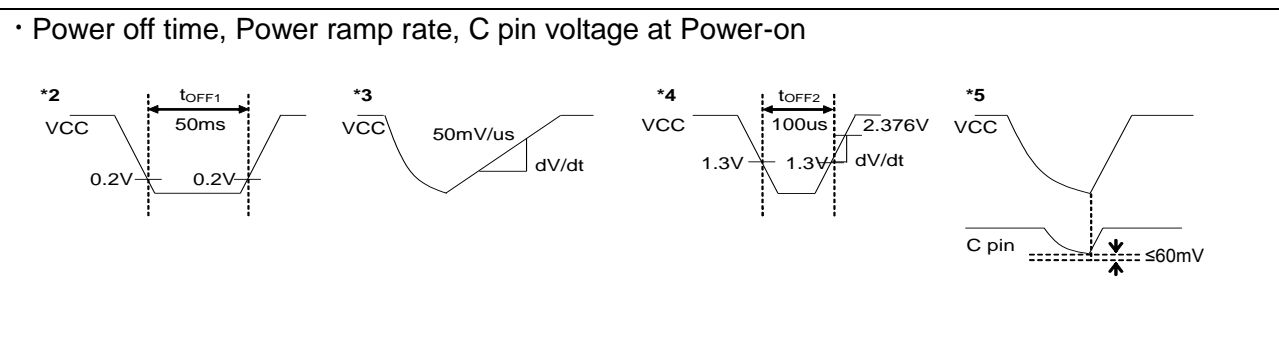 ・Power off time, Power ramp rate, C pin voltage at Power-on
*2
tOFF1
VCC
50ms
0.2V
0.2V
*3
VCC
50mV/us
dV/dt
*4
tOFF2
VCC
100us
2.376V
1.3V
1.3V
dV/dt
*5
VCC
C pin
≤60mV